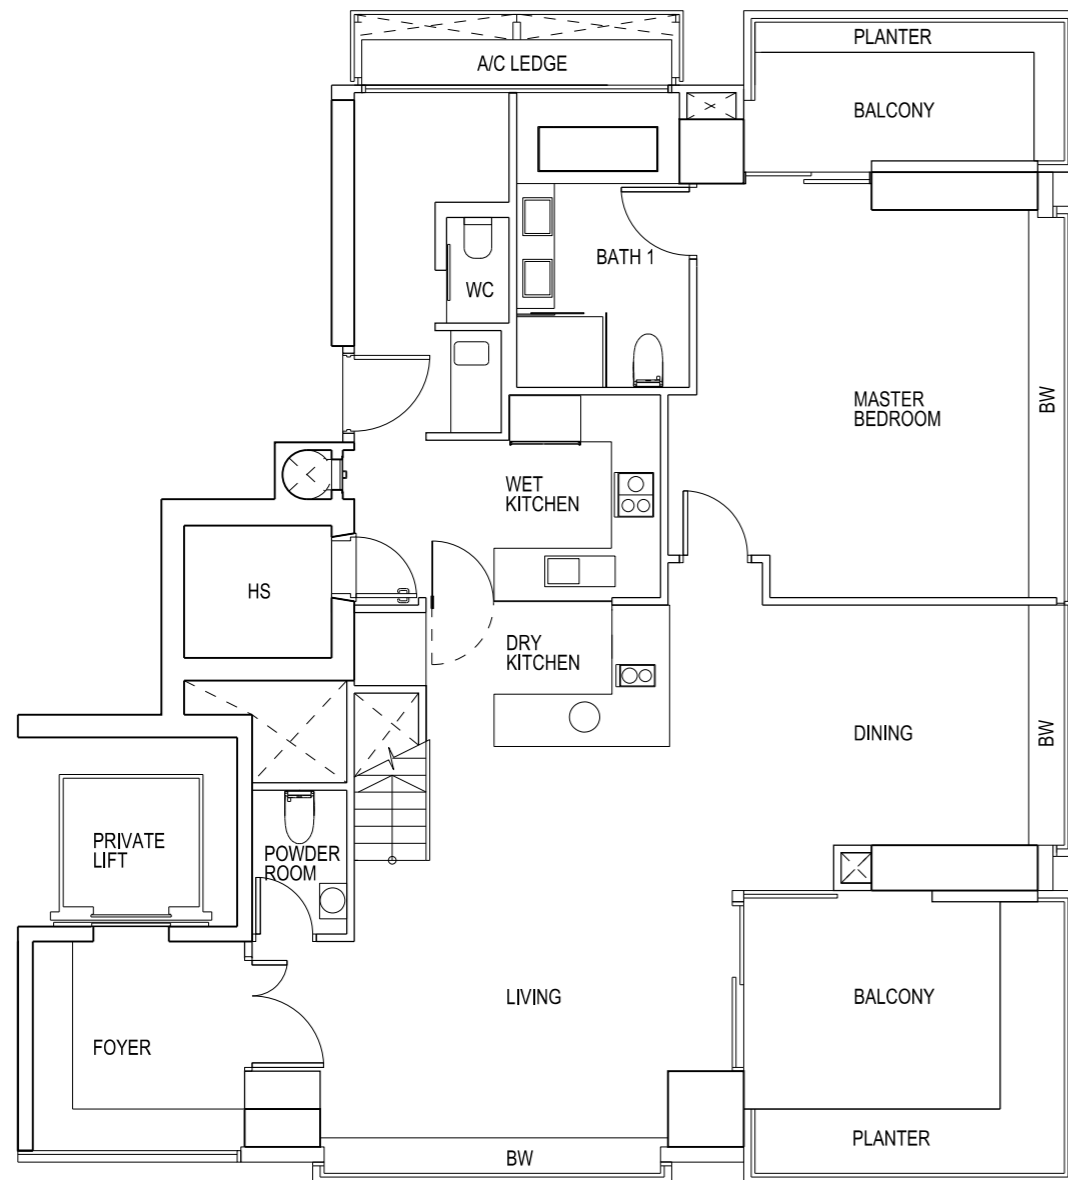 PLANTER
A/C LEDGE
BALCONY
BATH 1
WC
MASTER
BEDROOM
BW
WET
KITCHEN
HS
DRY
KITCHEN
DINING
BW
PRIVATE
LIFT
POWDER
ROOM
LIVING
BALCONY
FOYER
PLANTER
BW